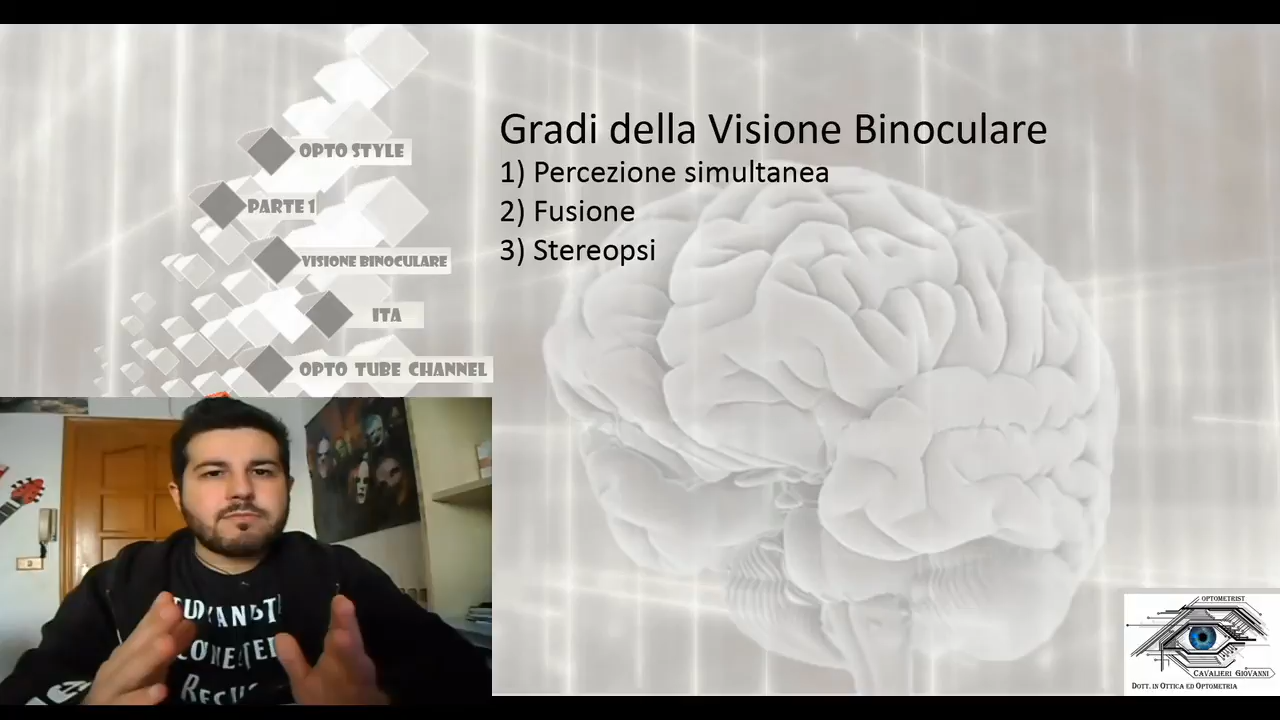 OPTO STYLE
PARTE 1
VISIONE BINOCULARE
ITA
OPTO TUBE CHANNEL
Gradi della Visione Binoculare
1) Percezione simultanea
2) Fusione
3) Stereopsi
OPTOMETRIST
CAVALIERI GIOVANNI
DOTT. IN OTTICA ED OPTOMETRIA